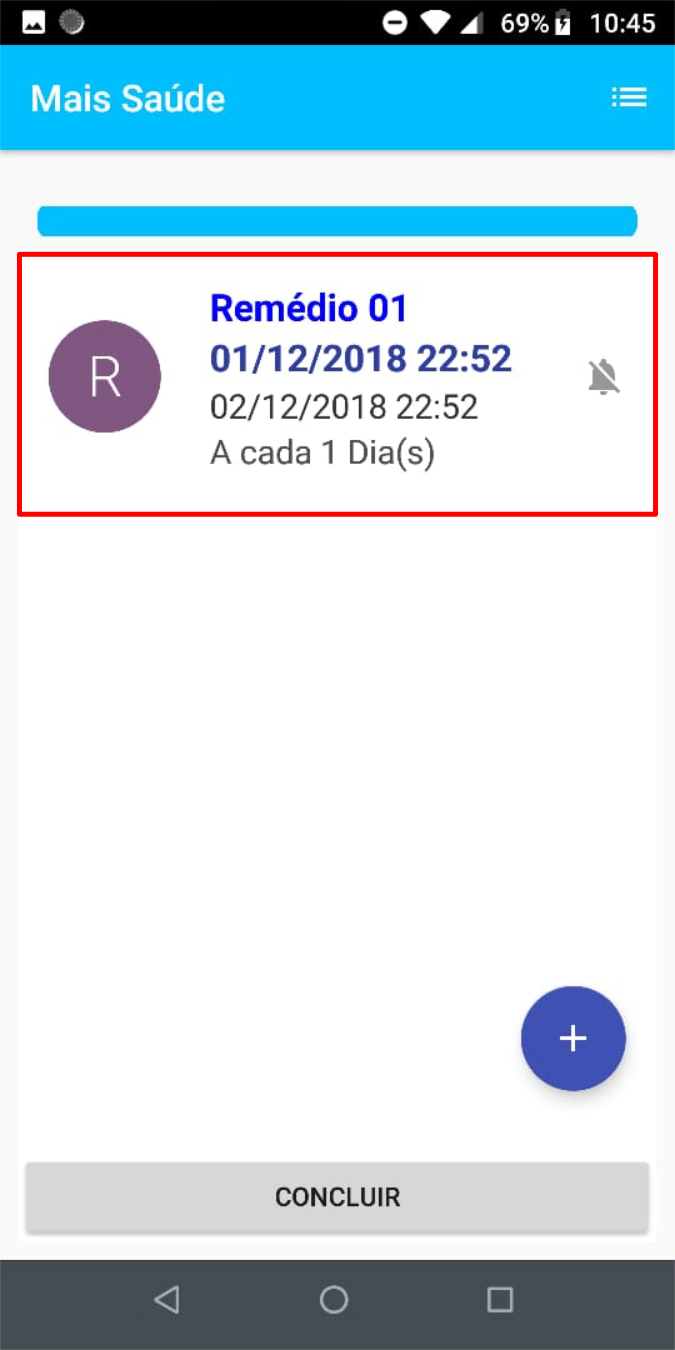 69% 10:45
Mais Saúde
R
Remédio 01
01/12/2018 22:52
02/12/2018 22:52
A cada 1 Dia(s)
+
CONCLUIR